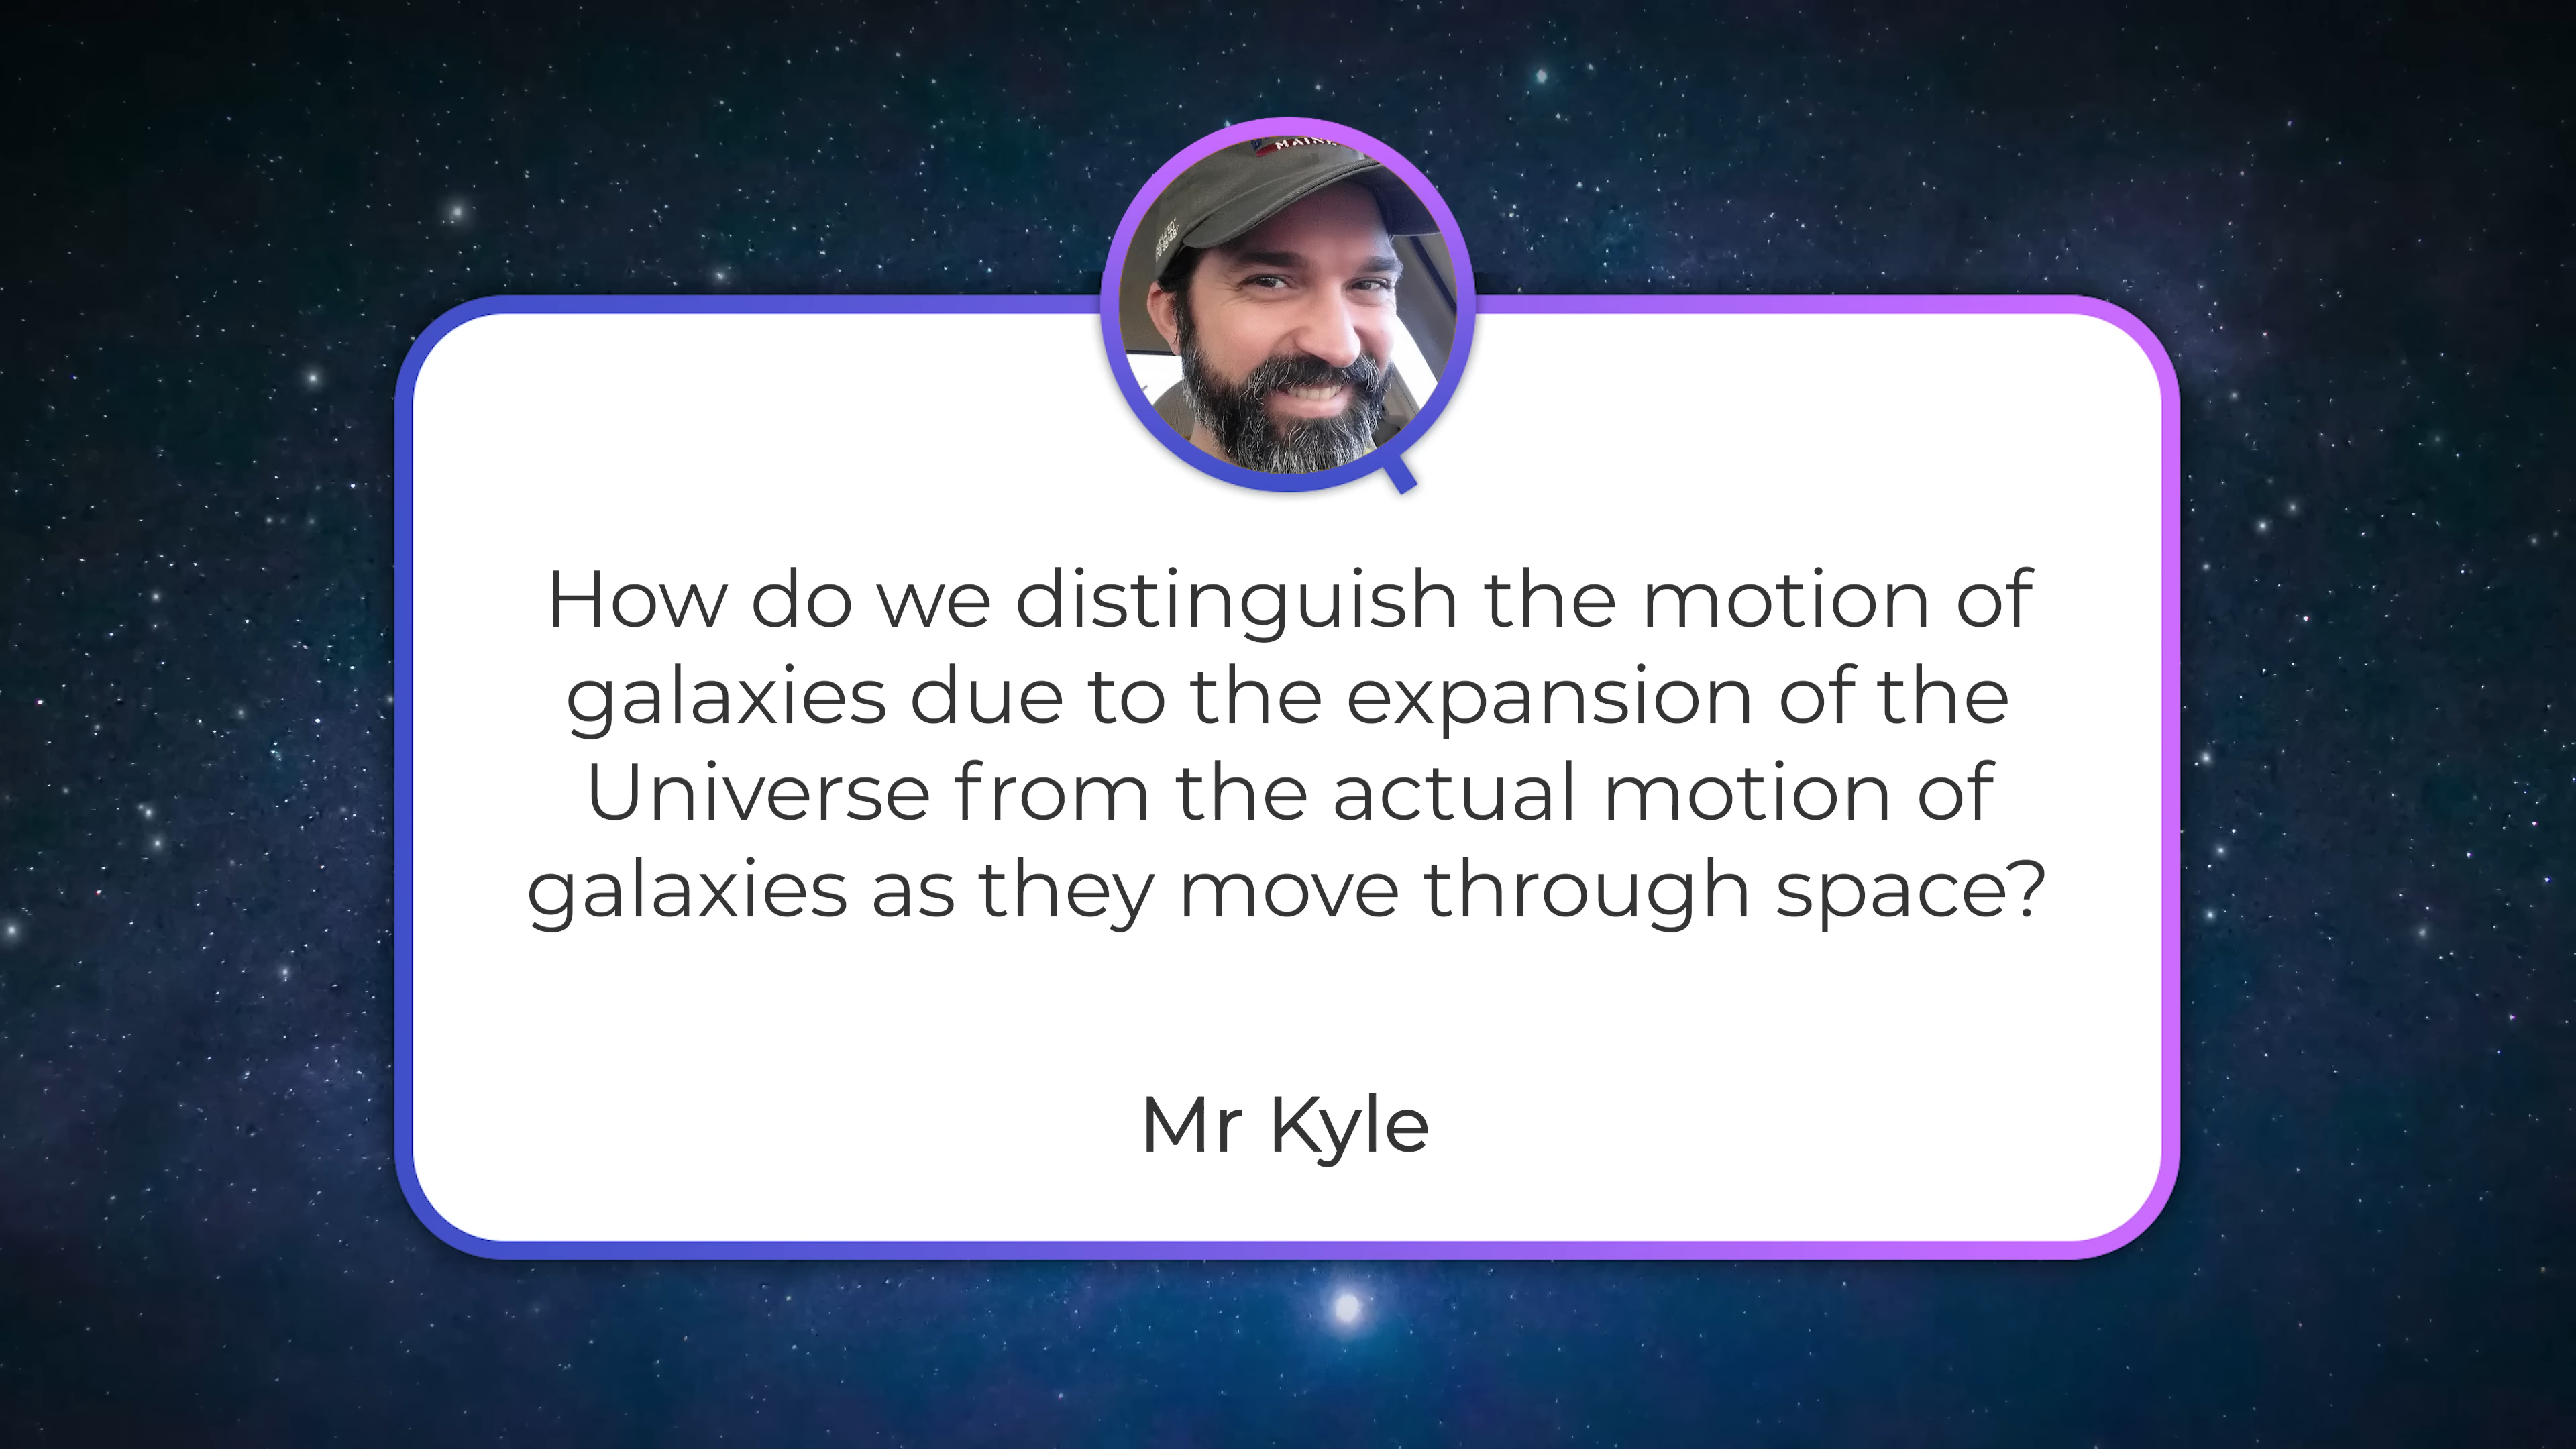 How do we distinguish the motion of
galaxies due to the expansion of the
Universe from the actual motion of
galaxies as they move through space?
Mr Kyle